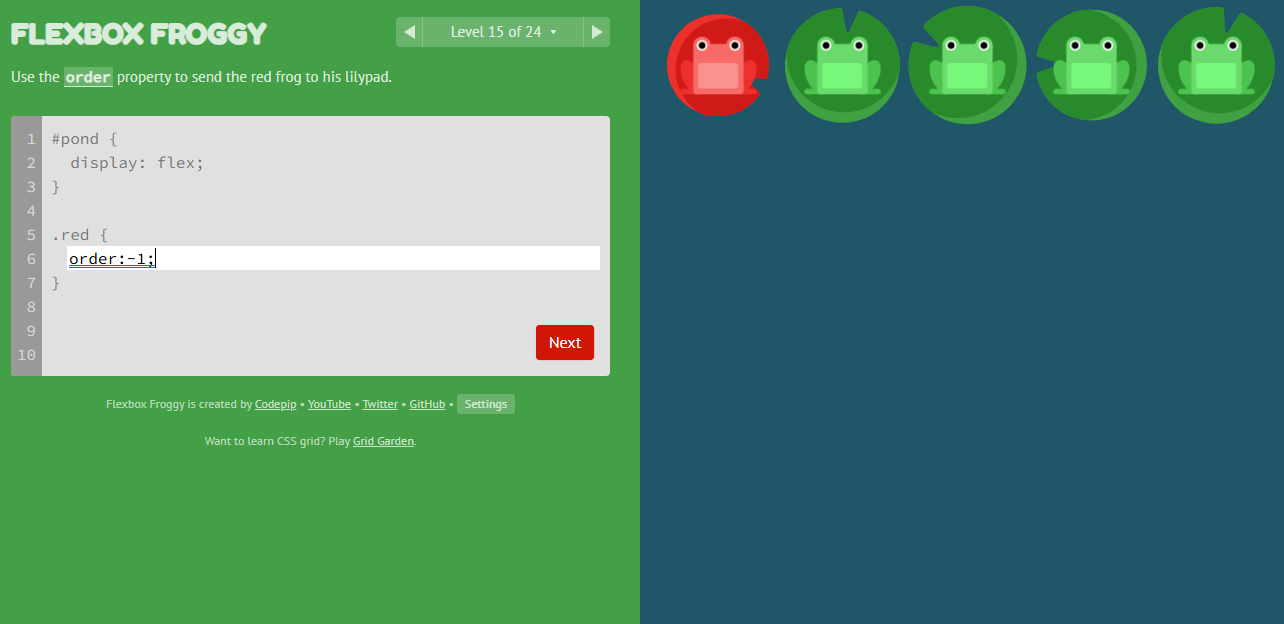 FLEXBOX FROGGY
Level 15 of 24
Use the order property to send the red frog to his lilypad.
1 #pond {
2 display: flex;
3 }
4
5 .red {
6 order:-1;
7 }
8
9
10
Next
Flexbox Froggy is created by Codepip • YouTube • Twitter • GitHub • Settings
Want to learn CSS grid? Play Grid Garden.